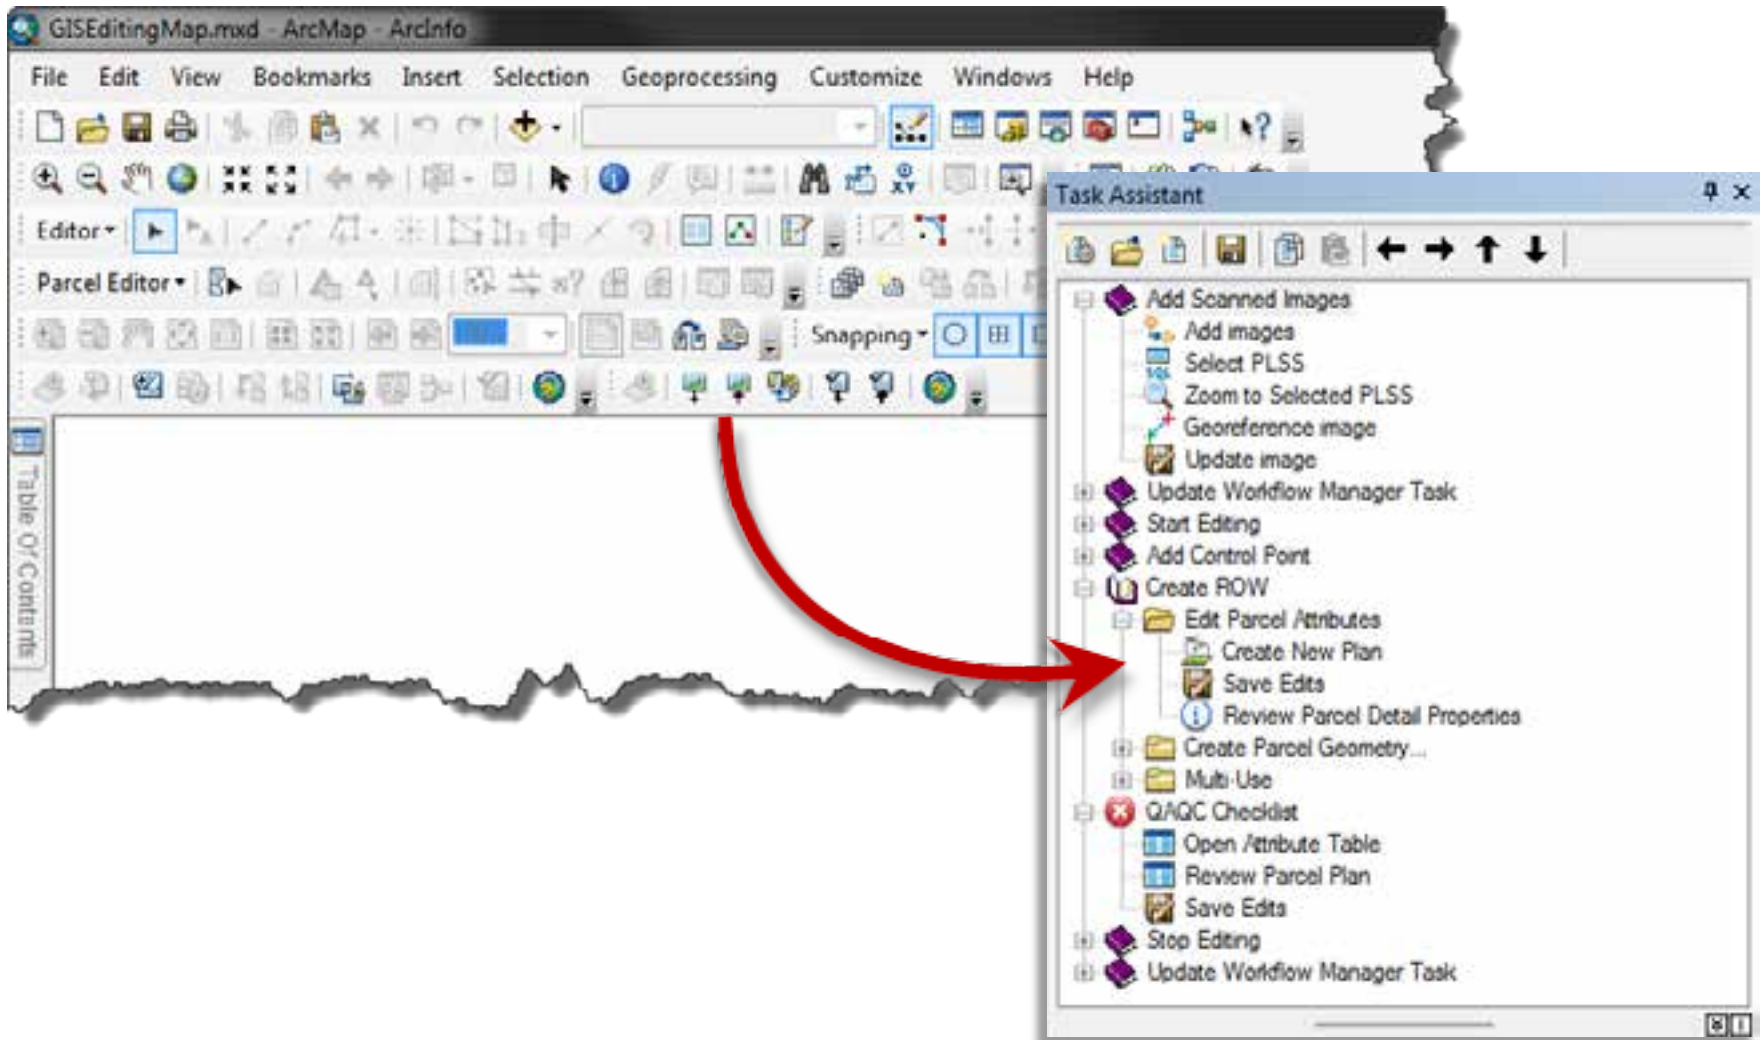 GISEditingMap.mxd - ArcMap - ArcInfo
File Edit View Bookmarks Insert Selection Geoprocessing Customize Windows Help
Editor
Parcel Editor
Snapping
Table Of Contents
Task Assistant
Add Scanned Images
Add images
Select PLSS
Zoom to Selected PLSS
Georeference image
Update image
Update Workflow Manager Task
Start Editing
Add Control Point
Create ROW
Edit Parcel Attributes
Create New Plan
Save Edits
Review Parcel Detail Properties
Create Parcel Geometry...
Multi-Use
QAQC Checklist
Open Attribute Table
Review Parcel Plan
Save Edits
Stop Editing
Update Workflow Manager Task